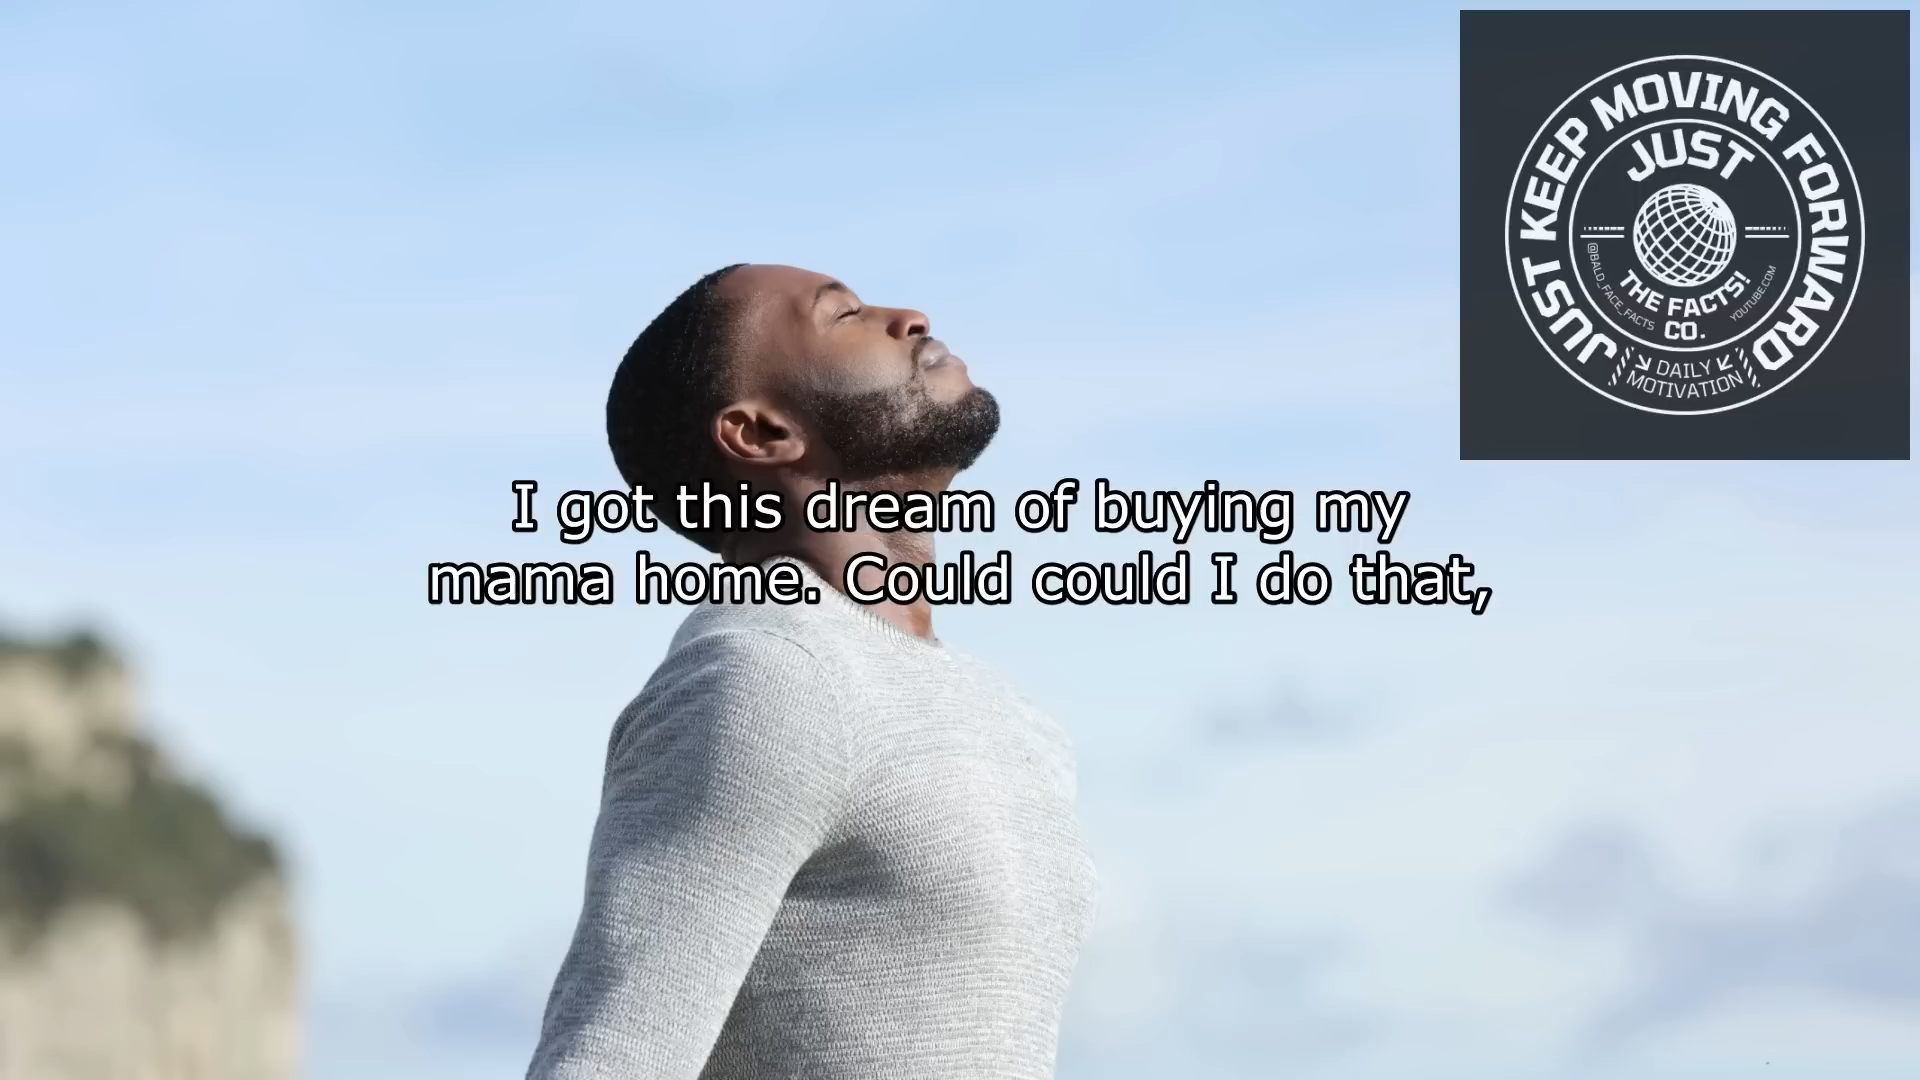 JUST KEEP MOVING FORWARD
JUST
THE FACTS!
CO.
@BALD_FACE_FACTS
YOUTUBE.COM
DAILY
MOTIVATION
I got this dream of buying my
mama home. Could could I do that,